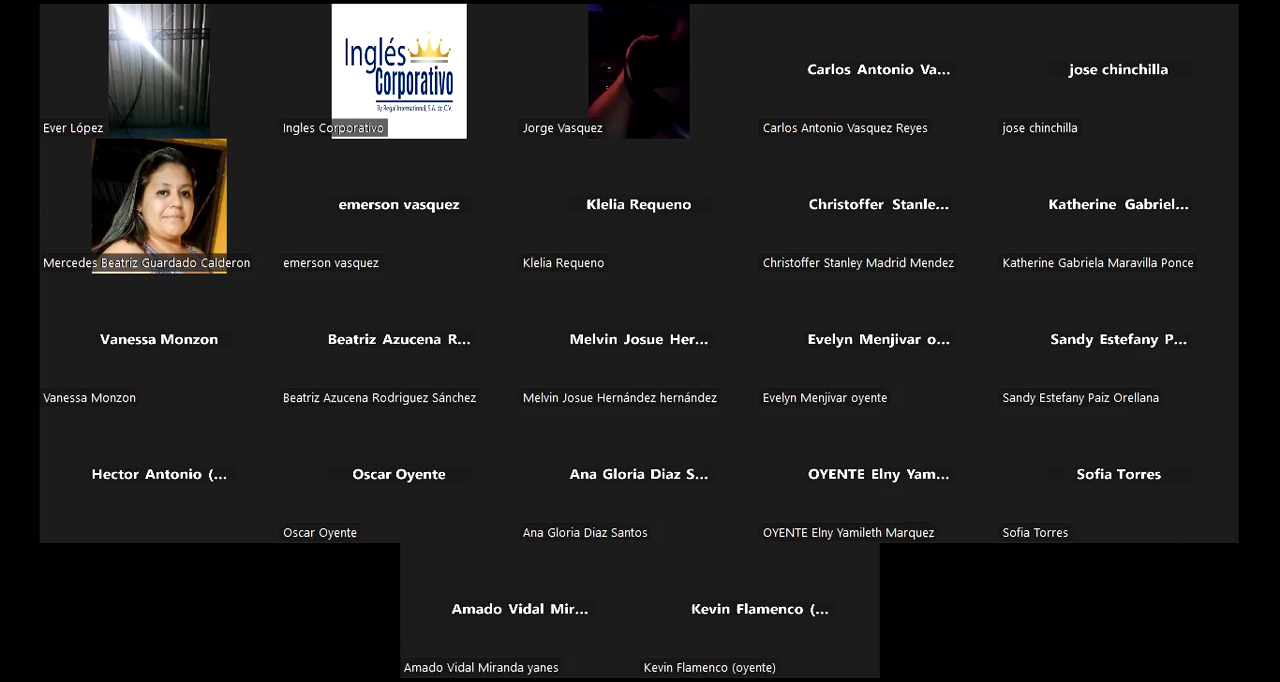 Inglés
Corporativo
By Regal International, S.A. de C.V.
Carlos Antonio Va...
jose chinchilla
Ever López
Ingles Corporativo
Jorge Vasquez
Carlos Antonio Vasquez Reyes
jose chinchilla
emerson vasquez
Klelia Requeno
Christoffer Stanle...
Katherine Gabriel...
Mercedes Beatriz Guardado Calderon
emerson vasquez
Klelia Requeno
Christoffer Stanley Madrid Mendez
Katherine Gabriela Maravilla Ponce
Vanessa Monzon
Beatriz Azucena R...
Melvin Josue Her...
Evelyn Menjivar o...
Sandy Estefany P...
Vanessa Monzon
Beatriz Azucena Rodriguez Sánchez
Melvin Josue Hernández hernández
Evelyn Menjivar oyente
Sandy Estefany Paiz Orellana
Hector Antonio (...
Oscar Oyente
Ana Gloria Diaz S...
OYENTE Elny Yam...
Sofia Torres
Oscar Oyente
Ana Gloria Diaz Santos
OYENTE Elny Yamileth Marquez
Sofia Torres
Amado Vidal Mir...
Kevin Flamenco (...
Amado Vidal Miranda yanes
Kevin Flamenco (oyente)